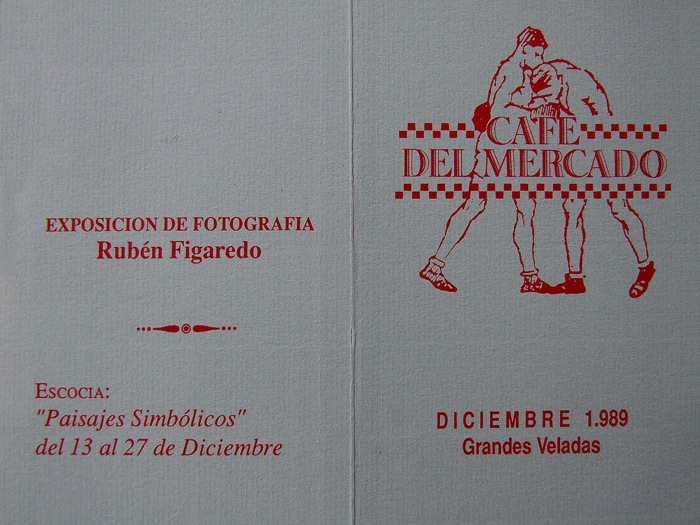 EXPOSICION DE FOTOGRAFIA
Rubén Figaredo
ESCOCIA:
"Paisajes Simbólicos"
del 13 al 27 de Diciembre
CAFE
DEL MERCADO
DICIEMBRE 1.989
Grandes Veladas